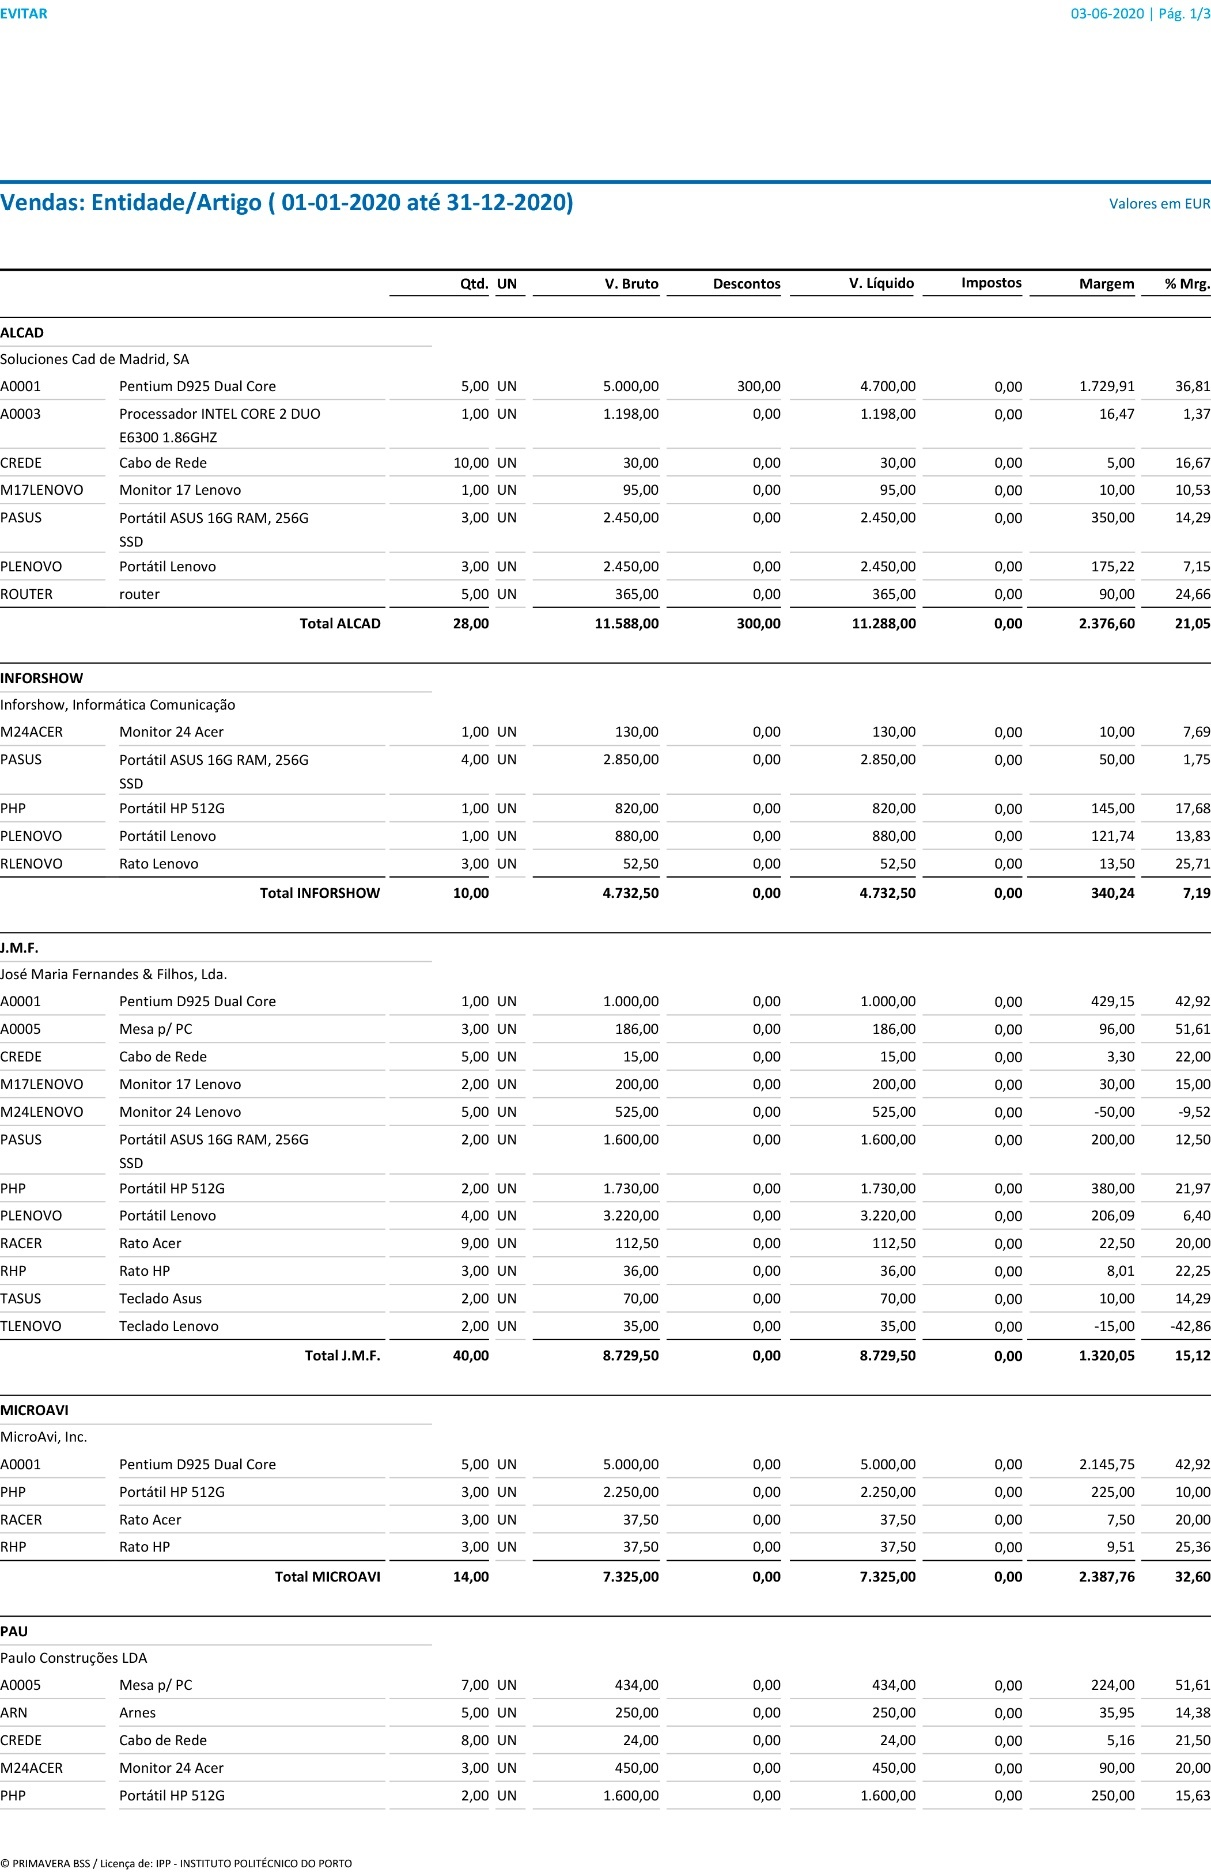 EVITAR 03-06-2020 | Pág. 1/3
Vendas: Entidade/Artigo ( 01-01-2020 até 31-12-2020) Valores em EUR
Qtd. UN V. Bruto Descontos V. Líquido Impostos Margem % Mrg.
ALCAD
Soluciones Cad de Madrid, SA
A0001 Pentium D925 Dual Core 5,00 UN 5.000,00 300,00 4.700,00 0,00 1.729,91 36,81
A0003 Processador INTEL CORE 2 DUO 1,00 UN 1.198,00 0,00 1.198,00 0,00 16,47 1,37
E6300 1.86GHZ
CREDE Cabo de Rede 10,00 UN 30,00 0,00 30,00 0,00 5,00 16,67
M17LENOVO Monitor 17 Lenovo 1,00 UN 95,00 0,00 95,00 0,00 10,00 10,53
PASUS Portátil ASUS 16G RAM, 256G 3,00 UN 2.450,00 0,00 2.450,00 0,00 350,00 14,29
SSD
PLENOVO Portátil Lenovo 3,00 UN 2.450,00 0,00 2.450,00 0,00 175,22 7,15
ROUTER router 5,00 UN 365,00 0,00 365,00 0,00 90,00 24,66
Total ALCAD 28,00 11.588,00 300,00 11.288,00 0,00 2.376,60 21,05
INFORSHOW
Inforshow, Informática Comunicação
M24ACER Monitor 24 Acer 1,00 UN 130,00 0,00 130,00 0,00 10,00 7,69
PASUS Portátil ASUS 16G RAM, 256G 4,00 UN 2.850,00 0,00 2.850,00 0,00 50,00 1,75
SSD
PHP Portátil HP 512G 1,00 UN 820,00 0,00 820,00 0,00 145,00 17,68
PLENOVO Portátil Lenovo 1,00 UN 880,00 0,00 880,00 0,00 121,74 13,83
RLENOVO Rato Lenovo 3,00 UN 52,50 0,00 52,50 0,00 13,50 25,71
Total INFORSHOW 10,00 4.732,50 0,00 4.732,50 0,00 340,24 7,19
J.M.F.
José Maria Fernandes & Filhos, Lda.
A0001 Pentium D925 Dual Core 1,00 UN 1.000,00 0,00 1.000,00 0,00 429,15 42,92
A0005 Mesa p/ PC 3,00 UN 186,00 0,00 186,00 0,00 96,00 51,61
CREDE Cabo de Rede 5,00 UN 15,00 0,00 15,00 0,00 3,30 22,00
M17LENOVO Monitor 17 Lenovo 2,00 UN 200,00 0,00 200,00 0,00 30,00 15,00
M24LENOVO Monitor 24 Lenovo 5,00 UN 525,00 0,00 525,00 0,00 -50,00 -9,52
PASUS Portátil ASUS 16G RAM, 256G 2,00 UN 1.600,00 0,00 1.600,00 0,00 200,00 12,50
SSD
PHP Portátil HP 512G 2,00 UN 1.730,00 0,00 1.730,00 0,00 380,00 21,97
PLENOVO Portátil Lenovo 4,00 UN 3.220,00 0,00 3.220,00 0,00 206,09 6,40
RACER Rato Acer 9,00 UN 112,50 0,00 112,50 0,00 22,50 20,00
RHP Rato HP 3,00 UN 36,00 0,00 36,00 0,00 8,01 22,25
TASUS Teclado Asus 2,00 UN 70,00 0,00 70,00 0,00 10,00 14,29
TLENOVO Teclado Lenovo 2,00 UN 35,00 0,00 35,00 0,00 -15,00 -42,86
Total J.M.F. 40,00 8.729,50 0,00 8.729,50 0,00 1.320,05 15,12
MICROAVI
MicroAvi, Inc.
A0001 Pentium D925 Dual Core 5,00 UN 5.000,00 0,00 5.000,00 0,00 2.145,75 42,92
PHP Portátil HP 512G 3,00 UN 2.250,00 0,00 2.250,00 0,00 225,00 10,00
RACER Rato Acer 3,00 UN 37,50 0,00 37,50 0,00 7,50 20,00
RHP Rato HP 3,00 UN 37,50 0,00 37,50 0,00 9,51 25,36
Total MICROAVI 14,00 7.325,00 0,00 7.325,00 0,00 2.387,76 32,60
PAU
Paulo Construções LDA
A0005 Mesa p/ PC 7,00 UN 434,00 0,00 434,00 0,00 224,00 51,61
ARN Arnes 5,00 UN 250,00 0,00 250,00 0,00 35,95 14,38
CREDE Cabo de Rede 8,00 UN 24,00 0,00 24,00 0,00 5,16 21,50
M24ACER Monitor 24 Acer 3,00 UN 450,00 0,00 450,00 0,00 90,00 20,00
PHP Portátil HP 512G 2,00 UN 1.600,00 0,00 1.600,00 0,00 250,00 15,63
© PRIMAVERA BSS / Licença de: IPP - INSTITUTO POLITÉCNICO DO PORTO